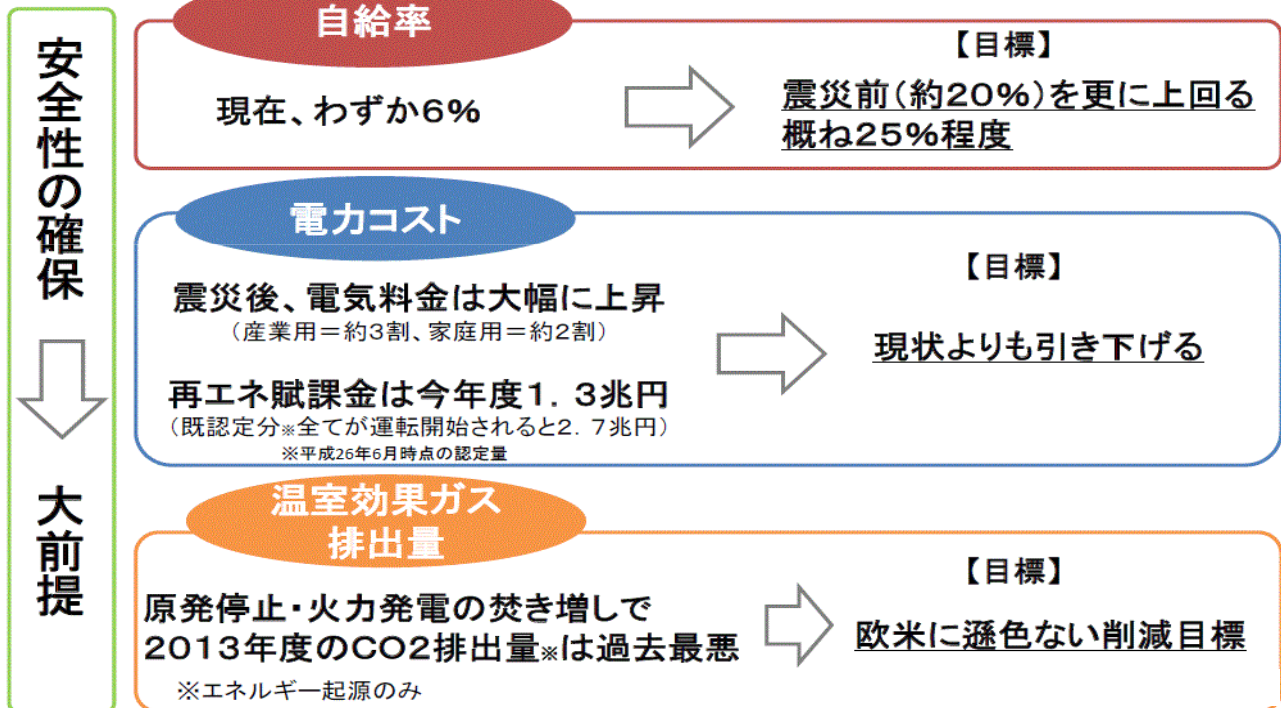 安全性の確保
大前提
自給率
現在、わずか6%
【目標】
震災前(約20%)を更に上回る
概ね25%程度
電力コスト
震災後、電気料金は大幅に上昇
(産業用=約3割、家庭用=約2割)
再エネ賦課金は今年度1.3兆円
(既認定分※全てが運転開始されると2.7兆円)
※平成26年6月時点の認定量
【目標】
現状よりも引き下げる
温室効果ガス
排出量
原発停止・火力発電の焚き増しで
2013年度のCO2排出量※は過去最悪
※エネルギー起源のみ
【目標】
欧米に遜色ない削減目標